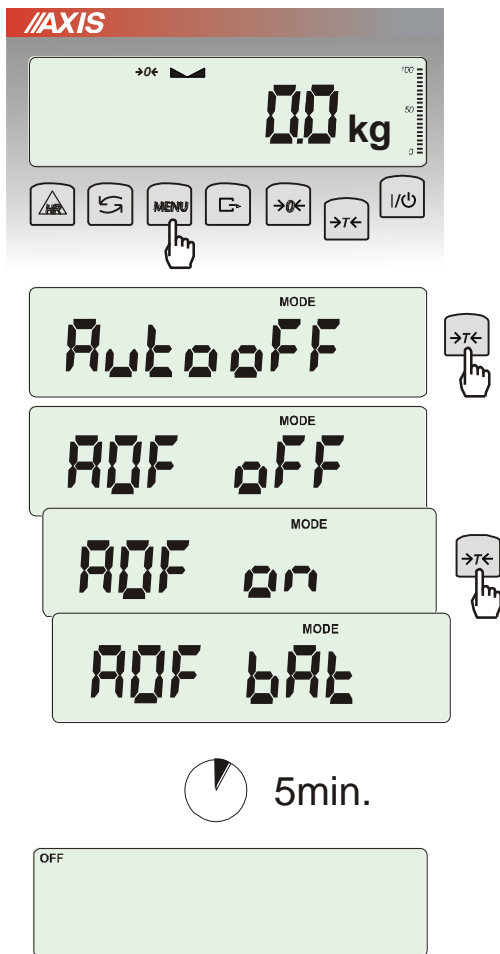 //AXIS
→0←
100
0.0 kg
50
0
HR MENU →0← →T← I/⏻
MODE
AutooFF
→T←
MODE
AOF oFF
MODE
AOF on
→T←
MODE
AOF bAt
5min.
OFF